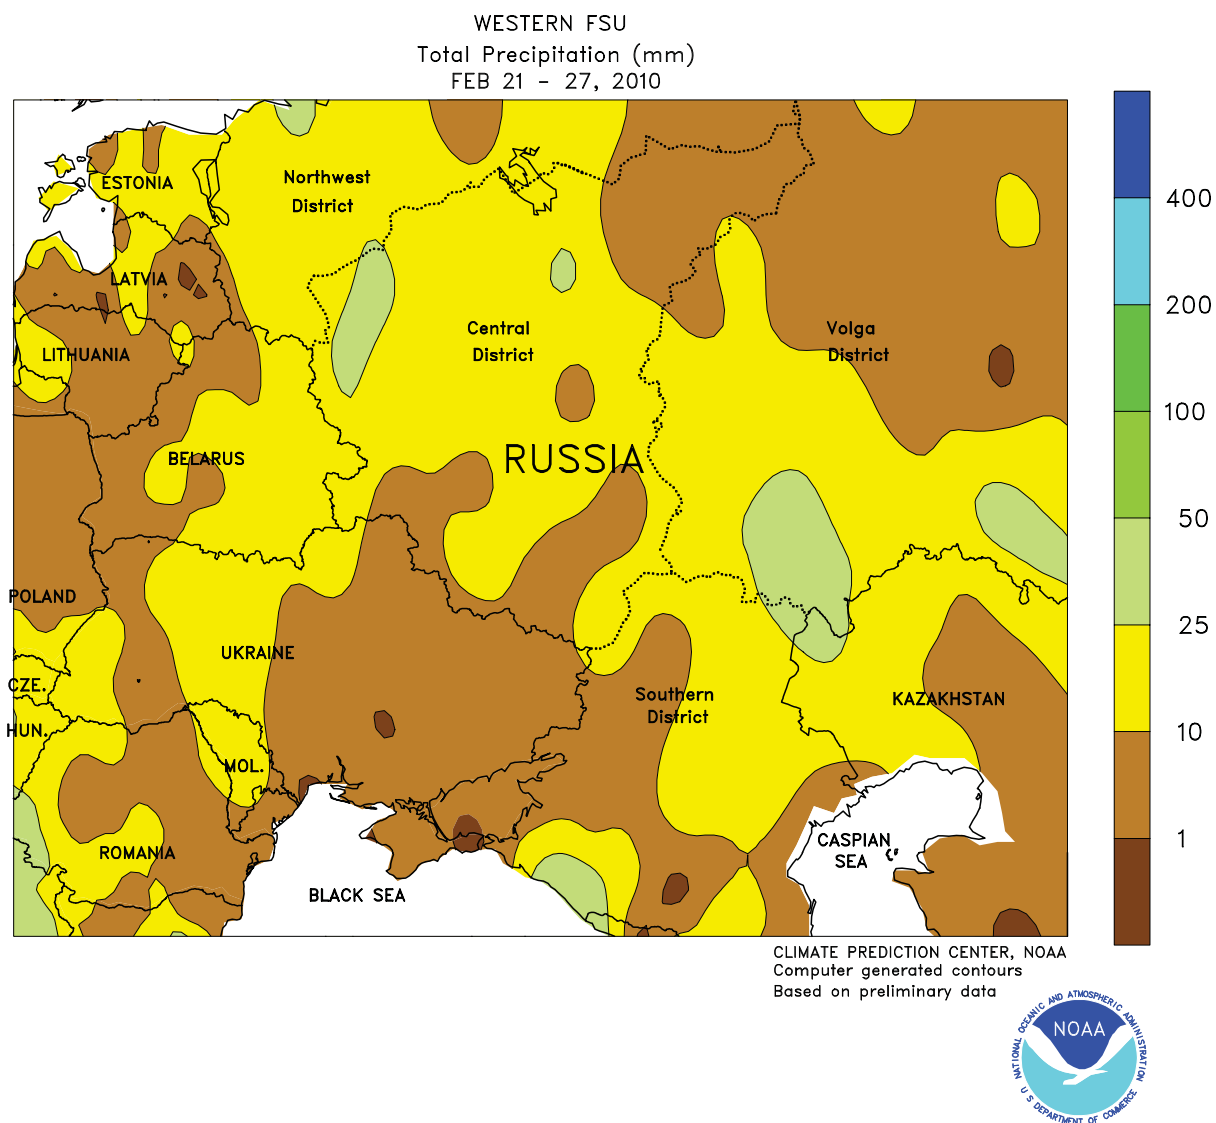 WESTERN FSU
Total Precipitation (mm)
FEB 21 - 27, 2010
Northwest
District
ESTONIA
LATVIA
Central
District
Volga
District
LITHUANIA
RUSSIA
BELARUS
POLAND
UKRAINE
CZE.
Southern
District
KAZAKHSTAN
HUN.
MOL.
ROMANIA
CASPIAN
SEA
BLACK SEA
400
200
100
50
25
10
1
CLIMATE PREDICTION CENTER, NOAA
Computer generated contours
Based on preliminary data
NATIONAL OCEANIC AND ATMOSPHERIC ADMINISTRATION
NOAA
U S DEPARTMENT OF COMMERCE